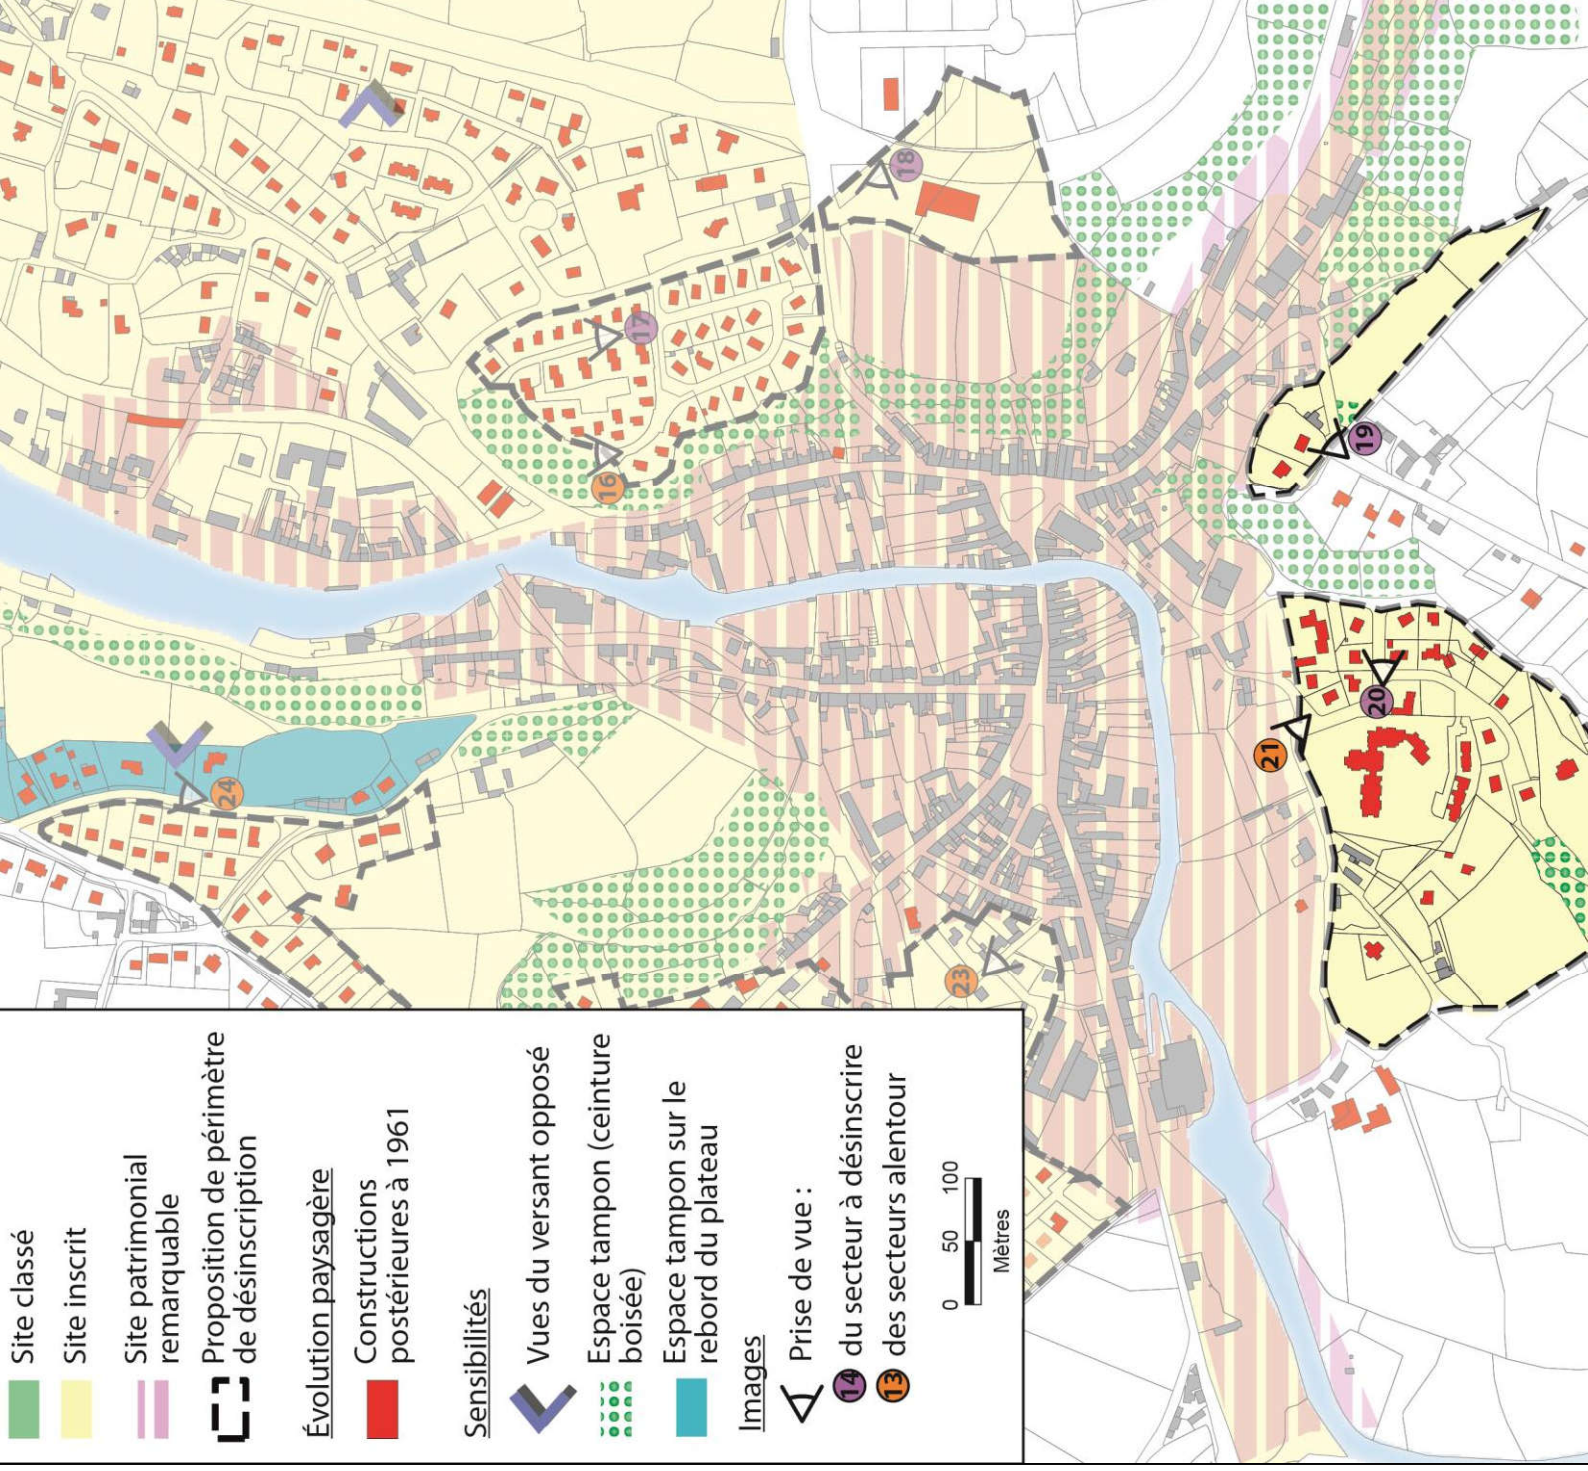 Site classé
Site inscrit
Site patrimonial
remarquable
Proposition de périmètre
de désinscription
Évolution paysagère
Constructions
postérieures à 1961
Sensibilités
Vues du versant opposé
Espace tampon (ceinture
boisée)
Espace tampon sur le
rebord du plateau
Images
Prise de vue :
14 du secteur à désinscrire
13 des secteurs alentour
0 50 100
Mètres
16
17
18
19
20
21
23
24